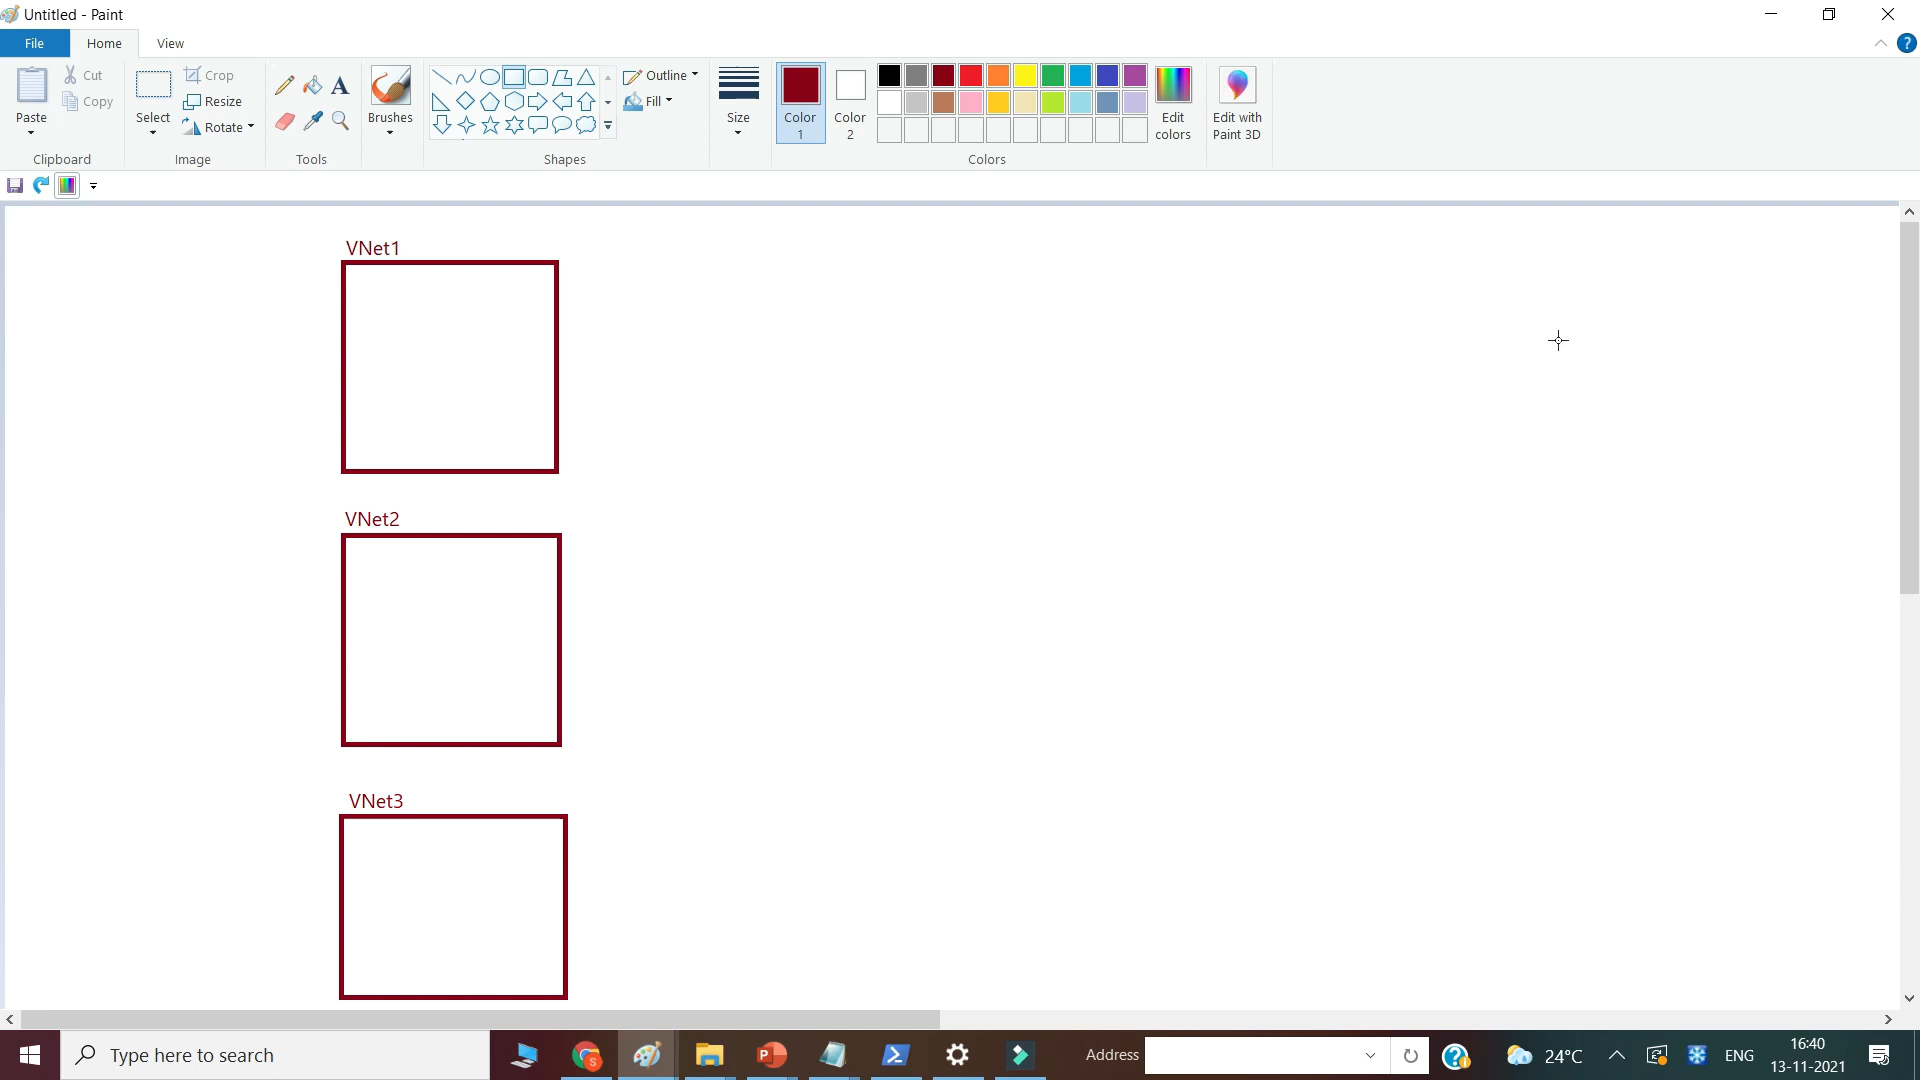 Untitled - Paint
File Home View
Paste
Cut
Copy
Clipboard
Select
Crop
Resize
Rotate
Image
A
Tools
Brushes
Shapes
Outline
Fill
Size
Color
1
Color
2
Colors
Edit
colors
Edit with
Paint 3D
?
VNet1
VNet2
VNet3
Type here to search
S
P
Address
?
24°C
ENG
16:40
13-11-2021